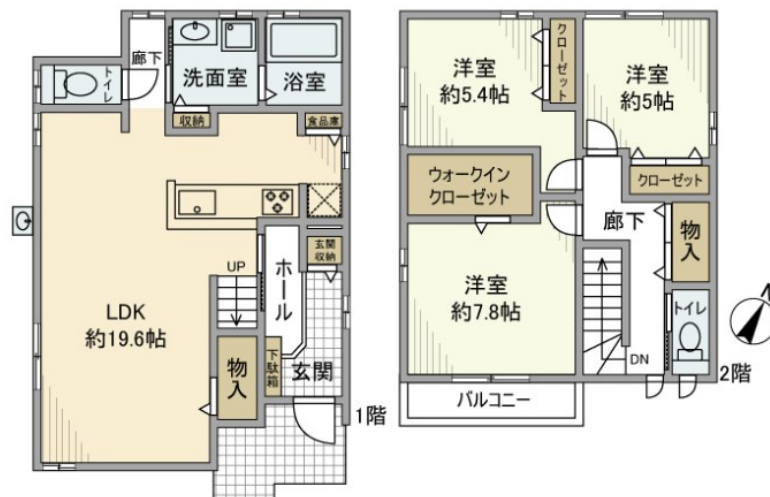 トイレ
廊下
洗面室
浴室
収納
食品庫
UP
ホール
玄関
収納
LDK
約19.6帖
物入
下駄箱
玄関
1階
洋室
約5.4帖
クローゼット
洋室
約5帖
ウォークイン
クローゼット
クローゼット
廊下
物入
洋室
約7.8帖
トイレ
DN
バルコニー
2階